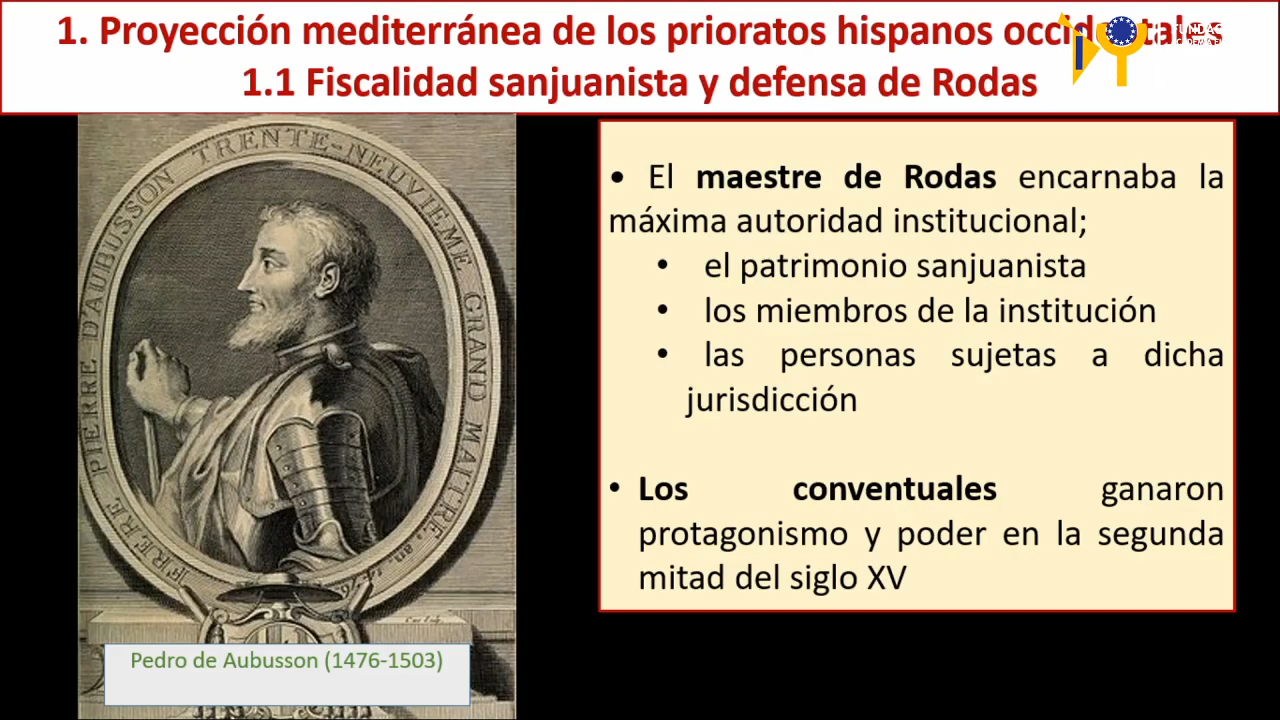 1. Proyección mediterránea de los prioratos hispanos occidentales
1.1 Fiscalidad sanjuanista y defensa de Rodas
FRERE PIERRE D'AUBUSSON TRENTE-NEUVIEME GRAND MAITRE, an. 1476
• El maestre de Rodas encarnaba la
máxima autoridad institucional;
• el patrimonio sanjuanista
• los miembros de la institución
• las personas sujetas a dicha
jurisdicción
• Los conventuales ganaron
protagonismo y poder en la segunda
mitad del siglo XV
Pedro de Aubusson (1476-1503)